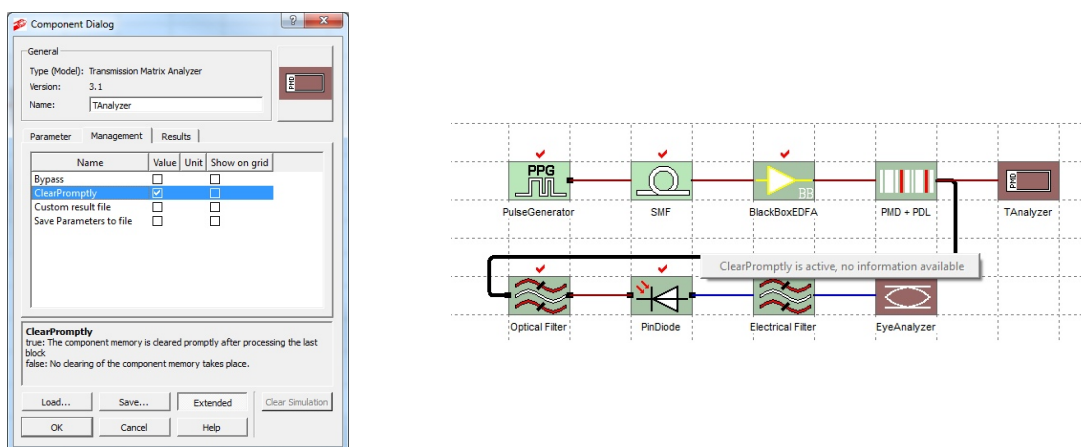 Component Dialog
General
Type (Model): Transmission Matrix Analyzer
Version: 3.1
Name: TAnalyzer
PMD
Parameter Management Results
Name Value Unit Show on grid
Bypass
ClearPromptly
Custom result file
Save Parameters to file
ClearPromptly
true: The component memory is cleared promptly after processing the last
block
false: No clearing of the component memory takes place.
Load... Save... Extended Clear Simulation
OK Cancel Help
PPG
BB
PMD
PulseGenerator SMF BlackBoxEDFA PMD + PDL TAnalyzer
ClearPromptly is active, no information available
Optical Filter PinDiode Electrical Filter EyeAnalyzer